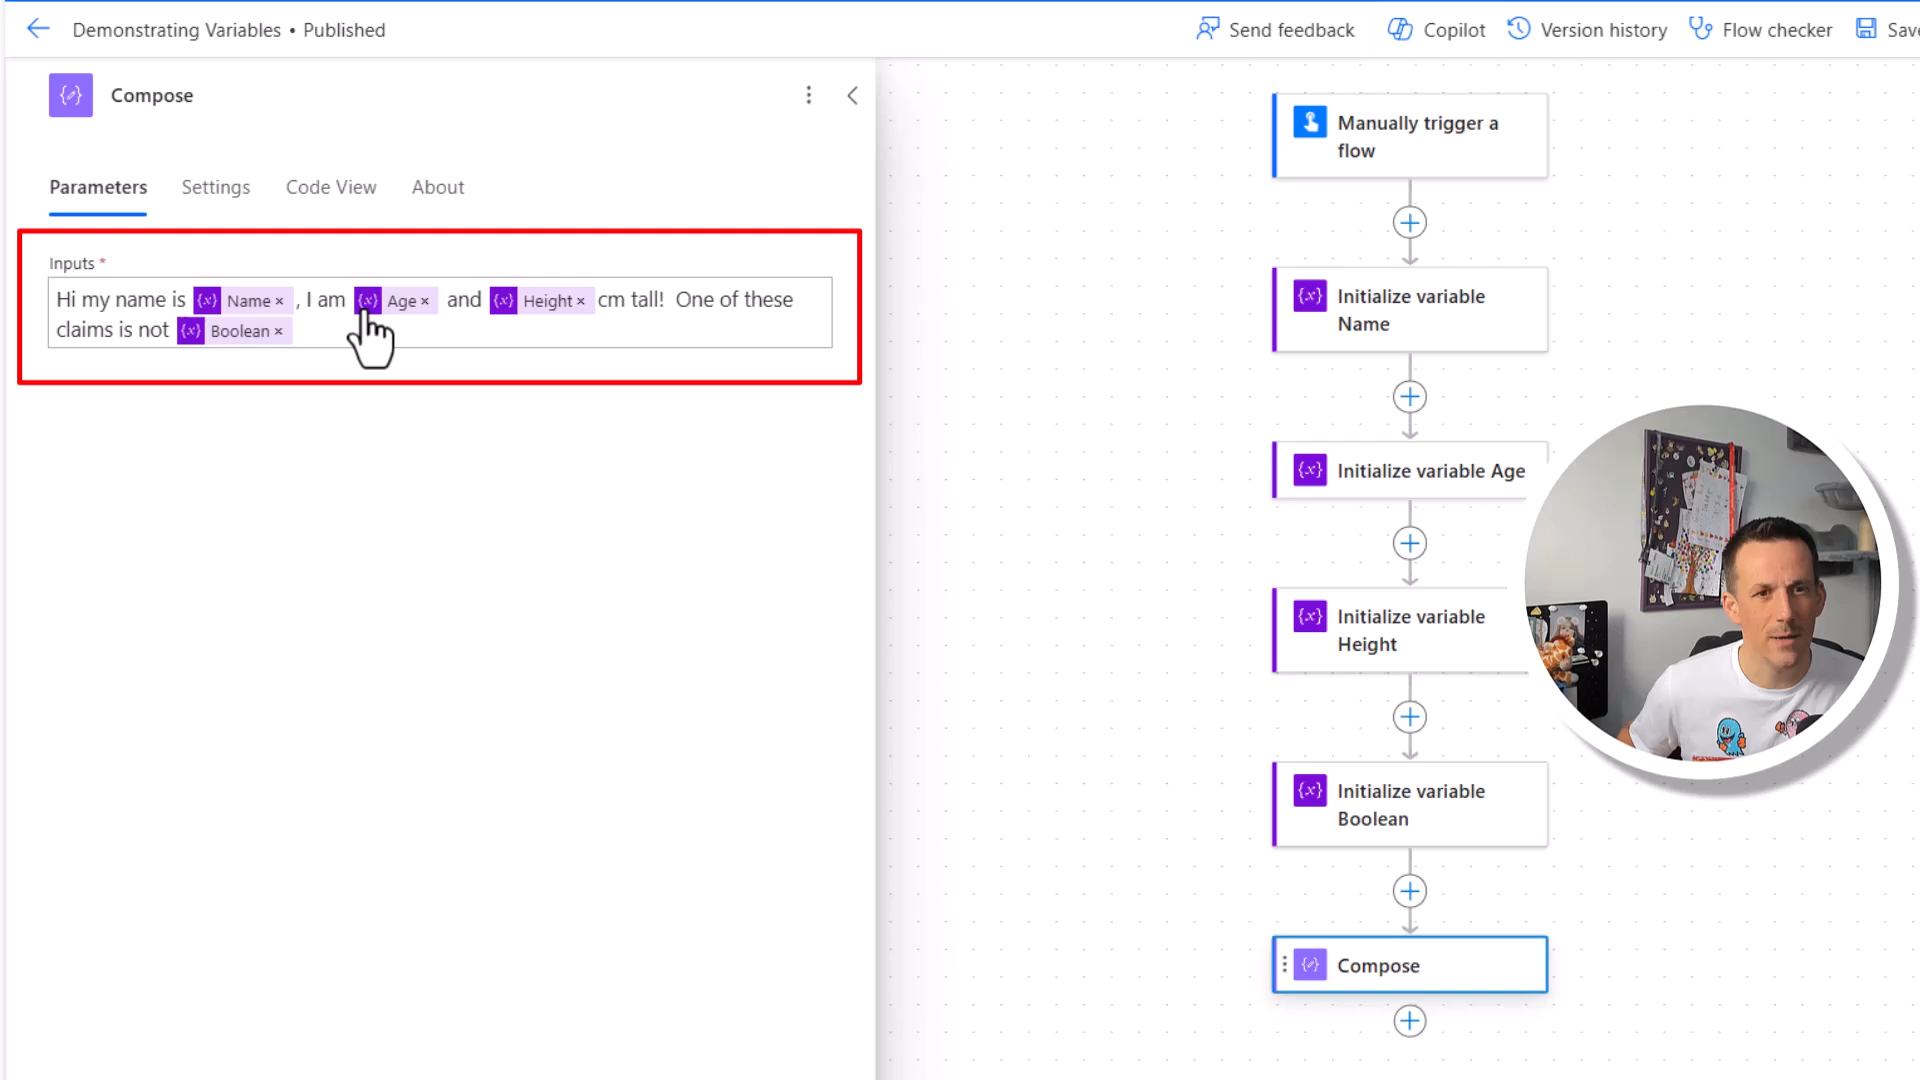 Demonstrating Variables • Published
Send feedback
Copilot
Version history
Flow checker
Save
Compose
Parameters
Settings
Code View
About
Inputs *
Hi my name is {x} Name × , I am {x} Age × and {x} Height × cm tall! One of these
claims is not {x} Boolean ×
Manually trigger a
flow
{x} Initialize variable
Name
{x} Initialize variable Age
{x} Initialize variable
Height
{x} Initialize variable
Boolean
Compose